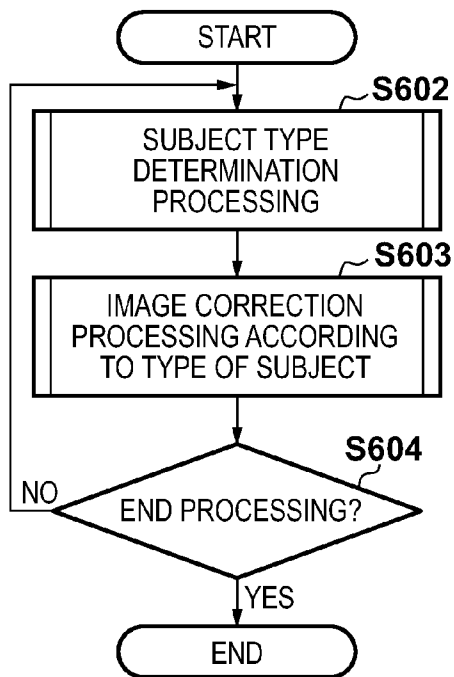 START
S602
SUBJECT TYPE
DETERMINATION
PROCESSING
S603
IMAGE CORRECTION
PROCESSING ACCORDING
TO TYPE OF SUBJECT
S604
NO
END PROCESSING?
YES
END